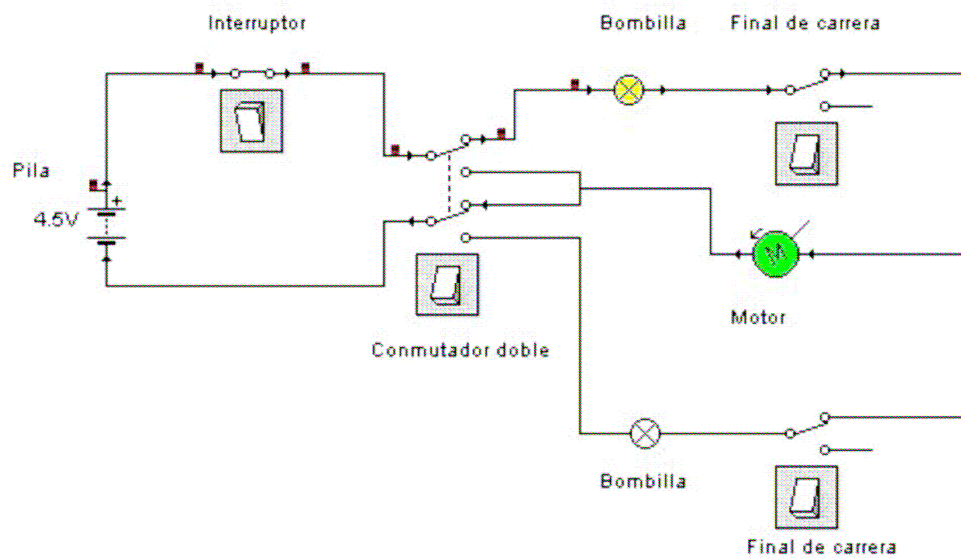 Interruptor
Bombilla
Final de carrera
Pila
+
4.5V
M
Motor
Conmutador doble
Bombilla
Final de carrera